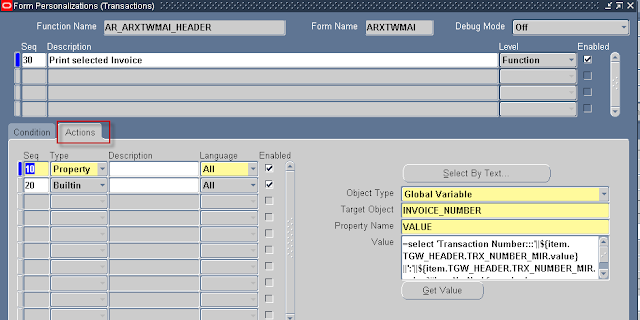 Form Personalizations (Transactions)
Function Name AR_ARXTWMAI_HEADER Form Name ARXTWMAI Debug Mode Off
Seq Description Level Enabled
30 Print selected Invoice Function
Condition Actions
Seq Type Description Language Enabled
10 Property All
20 Builtin All
Select By Text...
Object Type Global Variable
Target Object INVOICE_NUMBER
Property Name VALUE
Value =select 'Transaction Number:::'||${item.
TGW_HEADER.TRX_NUMBER_MIR.value}
||':'||${item.TGW_HEADER.TRX_NUMBER_MIR.
Get Value